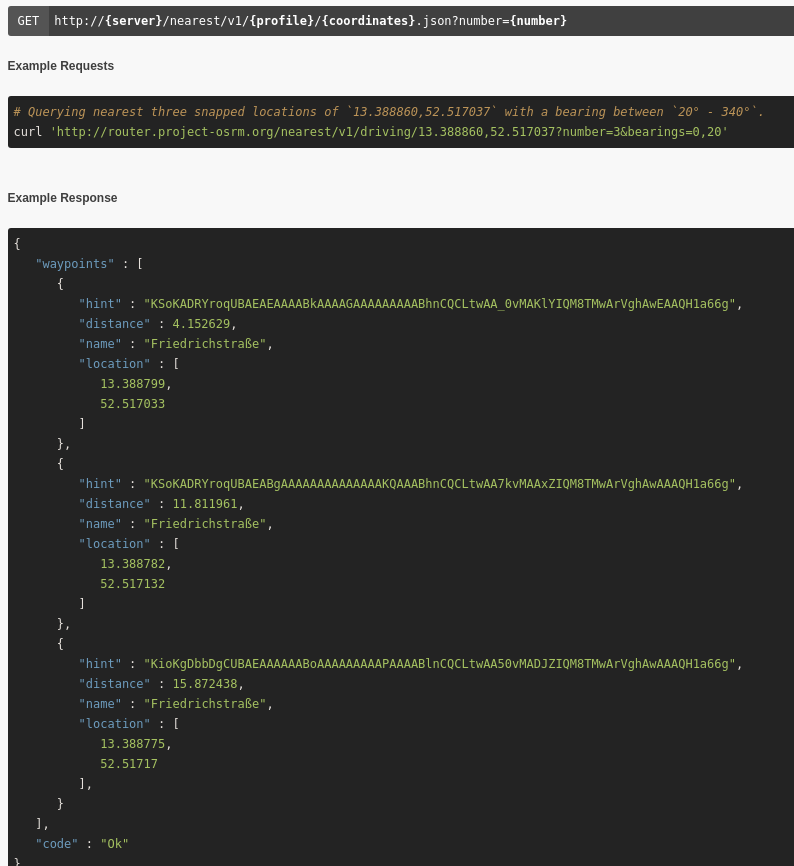 GET http://{server}/nearest/v1/{profile}/{coordinates}.json?number={number}
Example Requests
# Querying nearest three snapped locations of `13.388860,52.517037` with a bearing between `20° - 340°`.
curl 'http://router.project-osrm.org/nearest/v1/driving/13.388860,52.517037?number=3&bearings=0,20'
Example Response
{
"waypoints" : [
{
"hint" : "KSoKADRYroqUBAEAEAAAABkAAAAGAAAAAAAAABhnCQCLtwAA_0vMAKlYIQM8TMwArVghAwEAAQH1a66g",
"distance" : 4.152629,
"name" : "Friedrichstraße",
"location" : [
13.388799,
52.517033
]
},
{
"hint" : "KSoKADRYroqUBAEABgAAAAAAAAAAAAAAKQAAABhnCQCLtwAA7kvMAAxZIQM8TMwArVghAwAAAQH1a66g",
"distance" : 11.811961,
"name" : "Friedrichstraße",
"location" : [
13.388782,
52.517132
]
},
{
"hint" : "KioKgDbbDgCUBAEAAAAAABoAAAAAAAAAPAAAABlnCQCLtwAA50vMADJZIQM8TMwArVghAwAAAQH1a66g",
"distance" : 15.872438,
"name" : "Friedrichstraße",
"location" : [
13.388775,
52.51717
],
}
],
"code" : "Ok"
}